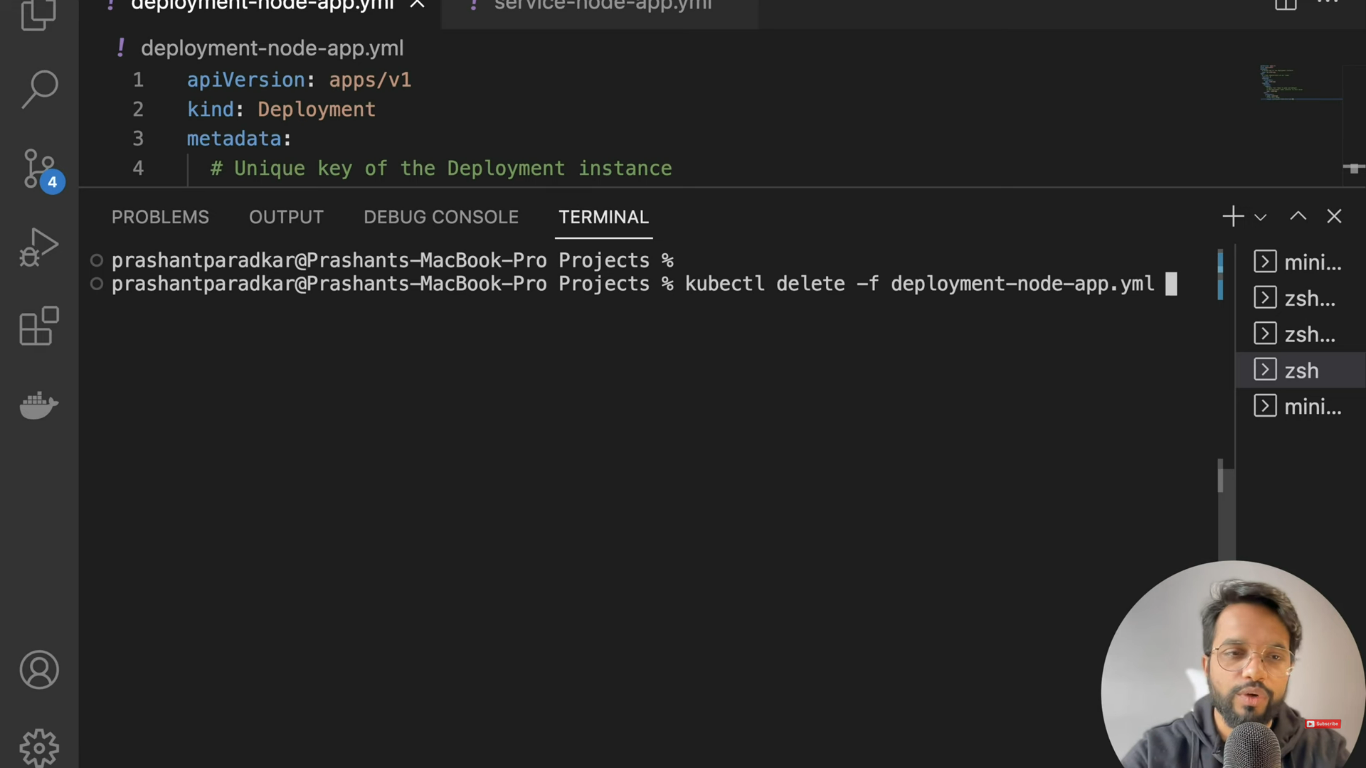 ! deployment-node-app.yml × ! service-node-app.yml
! deployment-node-app.yml
1 apiVersion: apps/v1
2 kind: Deployment
3 metadata:
4 # Unique key of the Deployment instance
4
PROBLEMS OUTPUT DEBUG CONSOLE TERMINAL
prashantparadkar@Prashants-MacBook-Pro Projects %
prashantparadkar@Prashants-MacBook-Pro Projects % kubectl delete -f deployment-node-app.yml
mini...
zsh...
zsh...
zsh
mini...
Subscribe